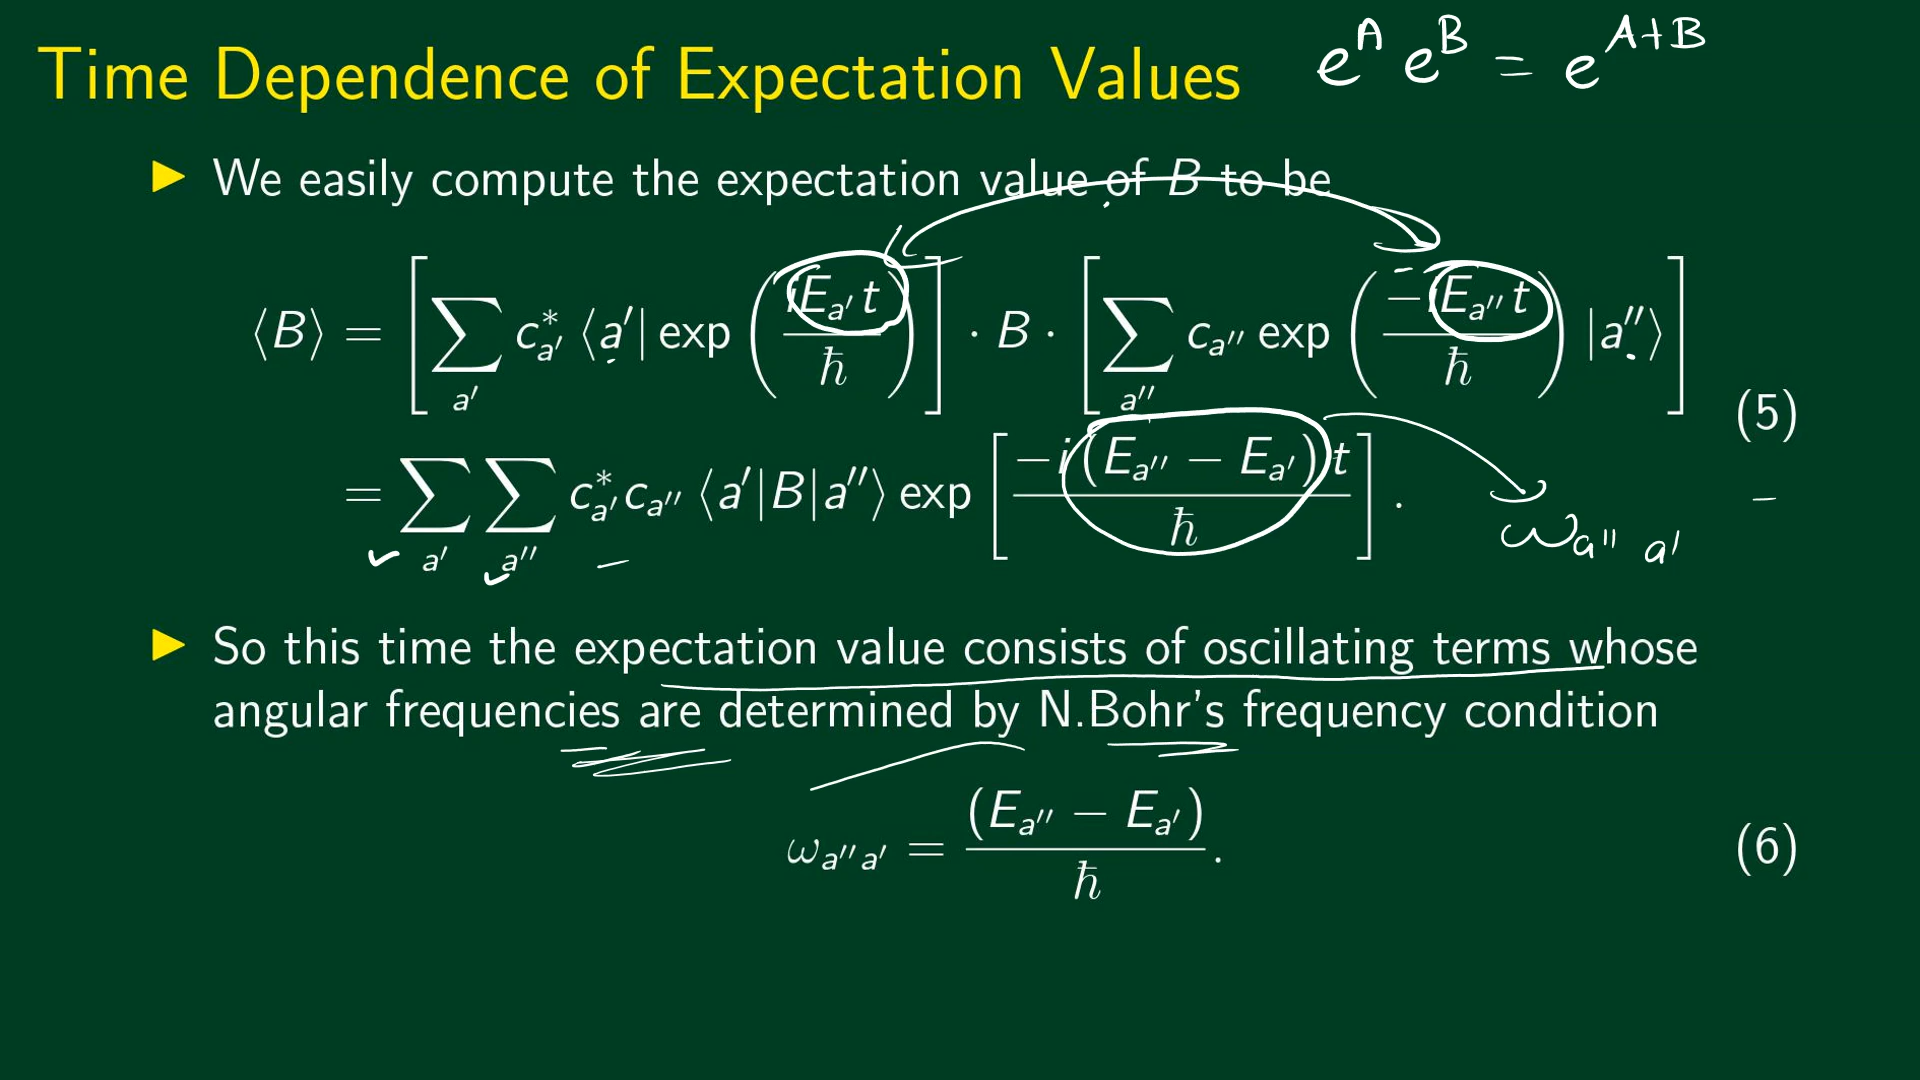 Time Dependence of Expectation Values e^A e^B = e^{A+B}
▶ We easily compute the expectation value of B to be
⟨B⟩ = [∑_{a′} c*_{a′} ⟨a′| exp(iE_{a′}t/ħ)] · B · [∑_{a″} c_{a″} exp(−iE_{a″}t/ħ) |a″⟩]
(5)
= ∑_{a′} ∑_{a″} c*_{a′} c_{a″} ⟨a′|B|a″⟩ exp[−i(E_{a″} − E_{a′})t/ħ].
ω_{a″ a′}
▶ So this time the expectation value consists of oscillating terms whose
angular frequencies are determined by N.Bohr's frequency condition
ω_{a″a′} = (E_{a″} − E_{a′})/ħ. (6)